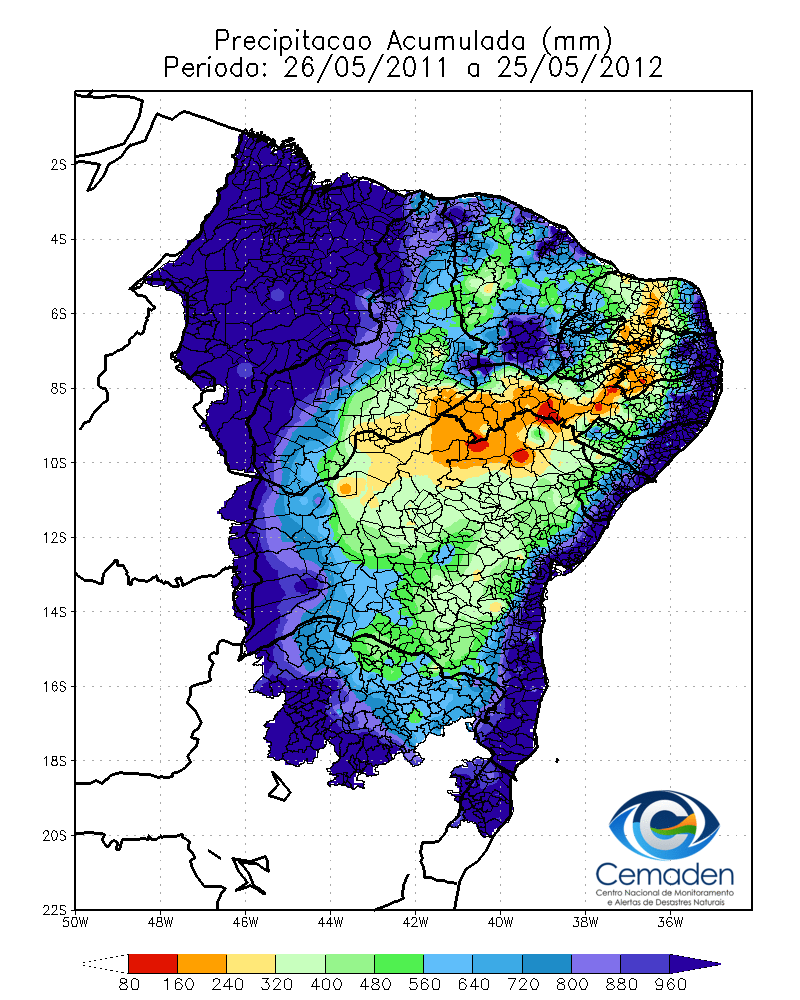 Precipitacao Acumulada (mm)
Periodo: 26/05/2011 a 25/05/2012
2S
4S
6S
8S
10S
12S
14S
16S
18S
20S
22S
50W 48W 46W 44W 42W 40W 38W 36W
Cemaden
Centro Nacional de Monitoramento
e Alertas de Desastres Naturais
80 160 240 320 400 480 560 640 720 800 880 960